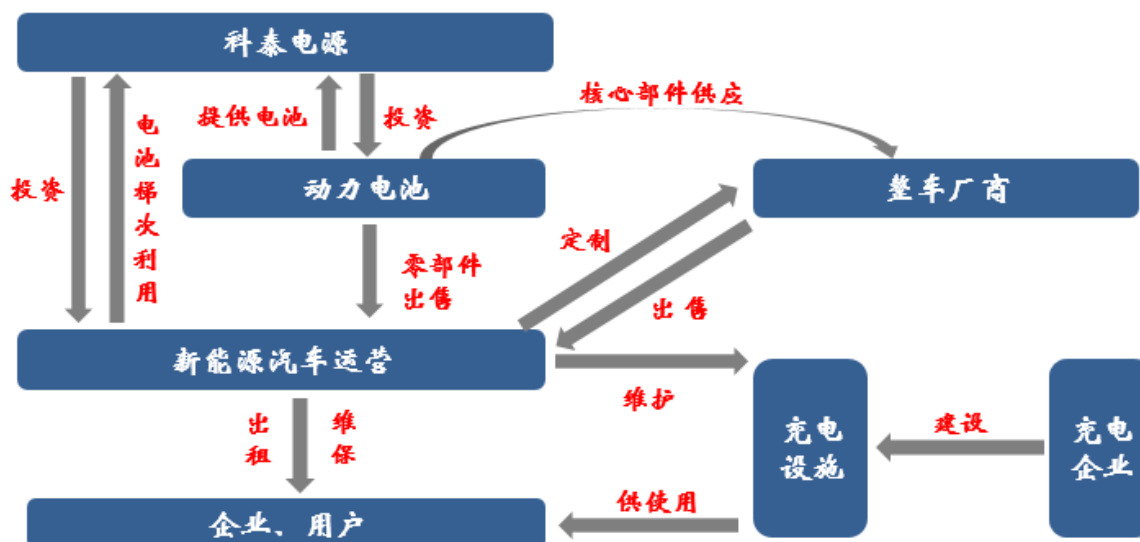 科泰电源
提供电池
投资
核心部件供应
投资
电池梯次利用
动力电池
整车厂商
定制
零部件
出售
出售
新能源汽车运营
维护
出租
维保
充电
设施
建设
充电
企业
供使用
企业、用户